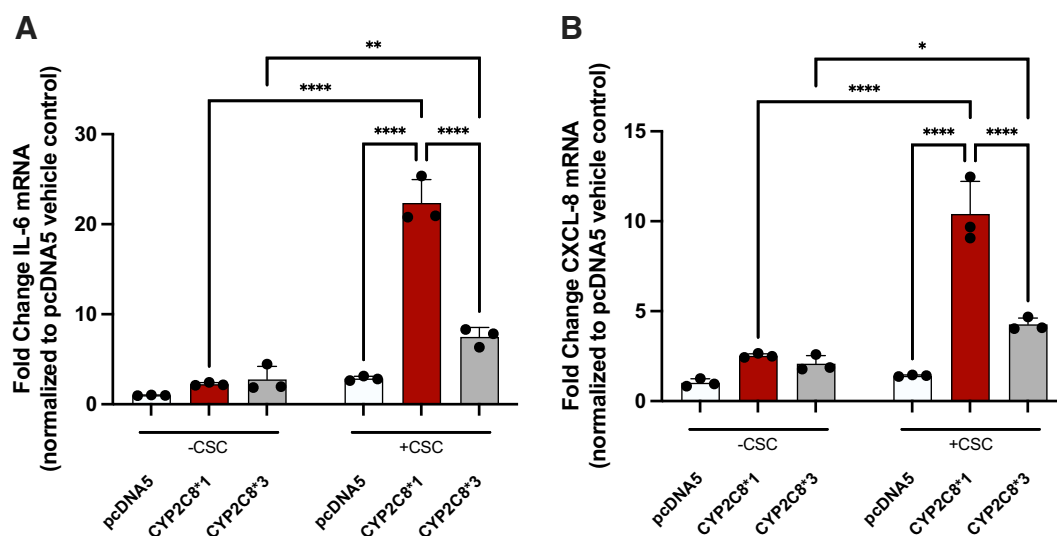 A
Fold Change IL-6 mRNA
(normalized to pcDNA5 vehicle control)
30
20
10
0
**
****
**** ****
-CSC +CSC
pcDNA5 CYP2C8*1 CYP2C8*3 pcDNA5 CYP2C8*1 CYP2C8*3
B
Fold Change CXCL-8 mRNA
(normalized to pcDNA5 vehicle control)
15
10
5
0
*
****
**** ****
-CSC +CSC
pcDNA5 CYP2C8*1 CYP2C8*3 pcDNA5 CYP2C8*1 CYP2C8*3